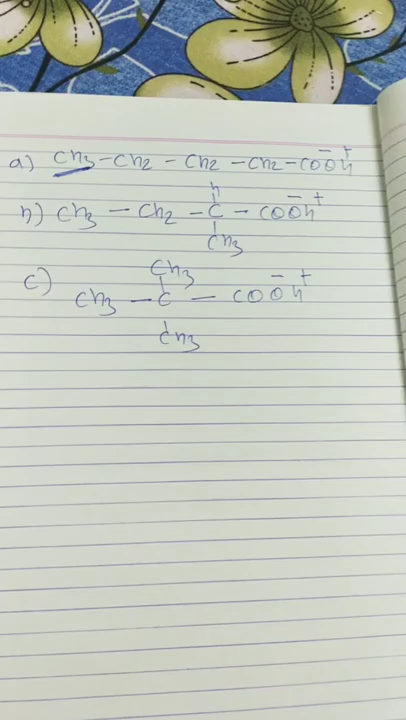 a) CH3-CH2 - CH2 - CH2-COO⁻H⁺
H
b) CH3 - CH2 - C - COO⁻H⁺
CH3
CH3
c) CH3 - C - COO⁻H⁺
CH3